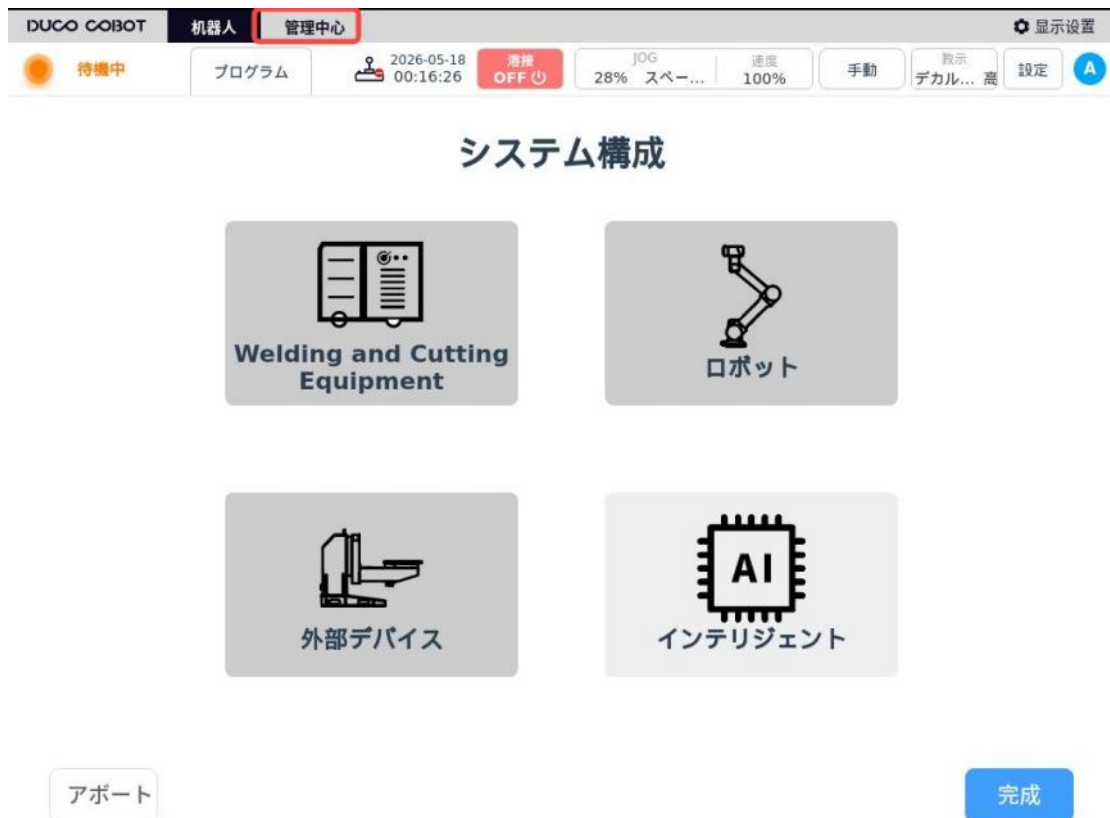 DUCO COBOT 机器人 管理中心 显示设置
待機中 プログラム 2026-05-18 00:16:26 溶接 OFF JOG 28% スペー... 速度 100% 手動 教示 デカル... 高 設定 A
システム構成
Welding and Cutting
Equipment
ロボット
外部デバイス
AI
インテリジェント
アボート 完成